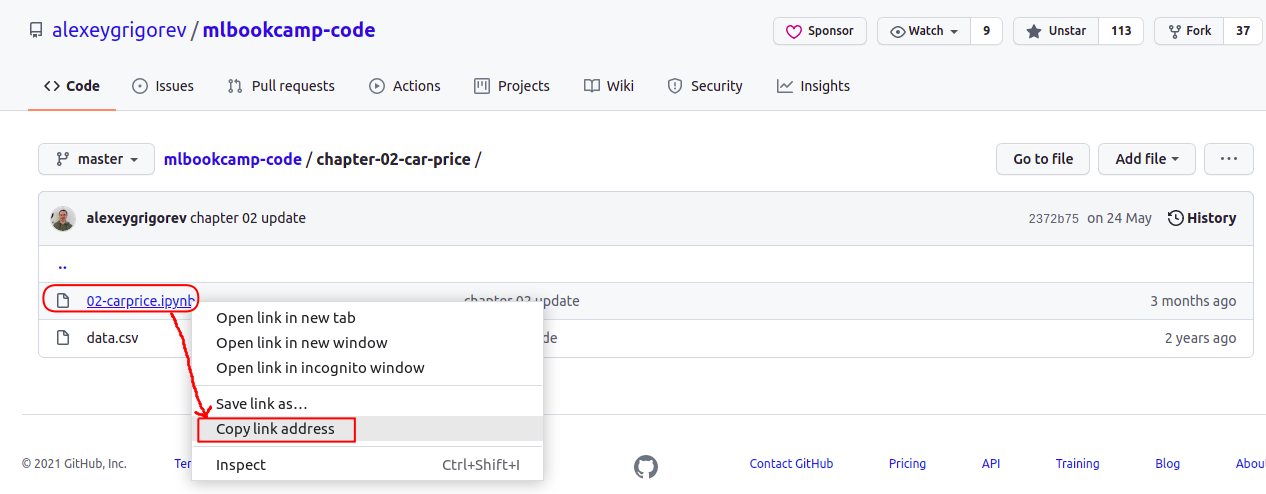 alexeygrigorev / mlbookcamp-code
Sponsor
Watch 9
Unstar 113
Fork 37
Code
Issues
Pull requests
Actions
Projects
Wiki
Security
Insights
master
mlbookcamp-code / chapter-02-car-price /
Go to file
Add file
...
alexeygrigorev chapter 02 update
2372b75 on 24 May
History
..
02-carprice.ipynb
chapter 02 update
3 months ago
data.csv
de
2 years ago
Open link in new tab
Open link in new window
Open link in incognito window
Save link as...
Copy link address
Inspect Ctrl+Shift+I
© 2021 GitHub, Inc.
Ter
Contact GitHub
Pricing
API
Training
Blog
Abou